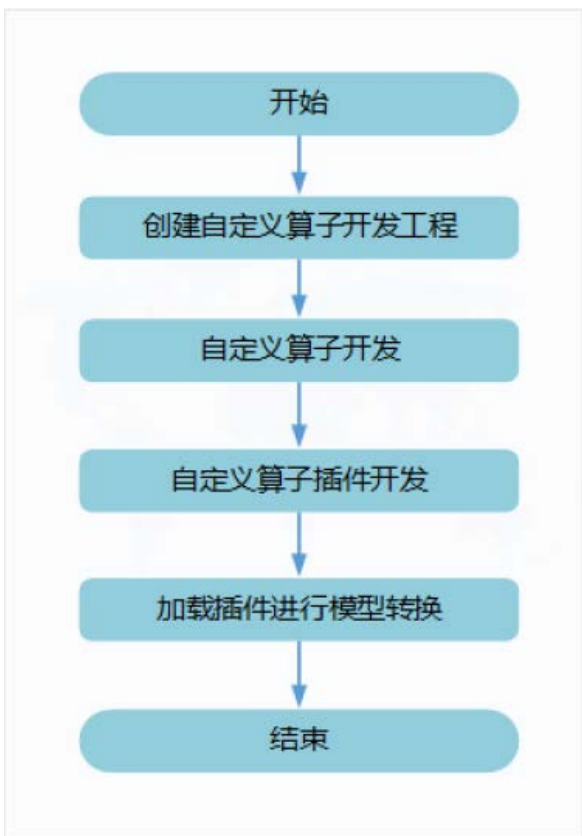 开始
创建自定义算子开发工程
自定义算子开发
自定义算子插件开发
加载插件进行模型转换
结束